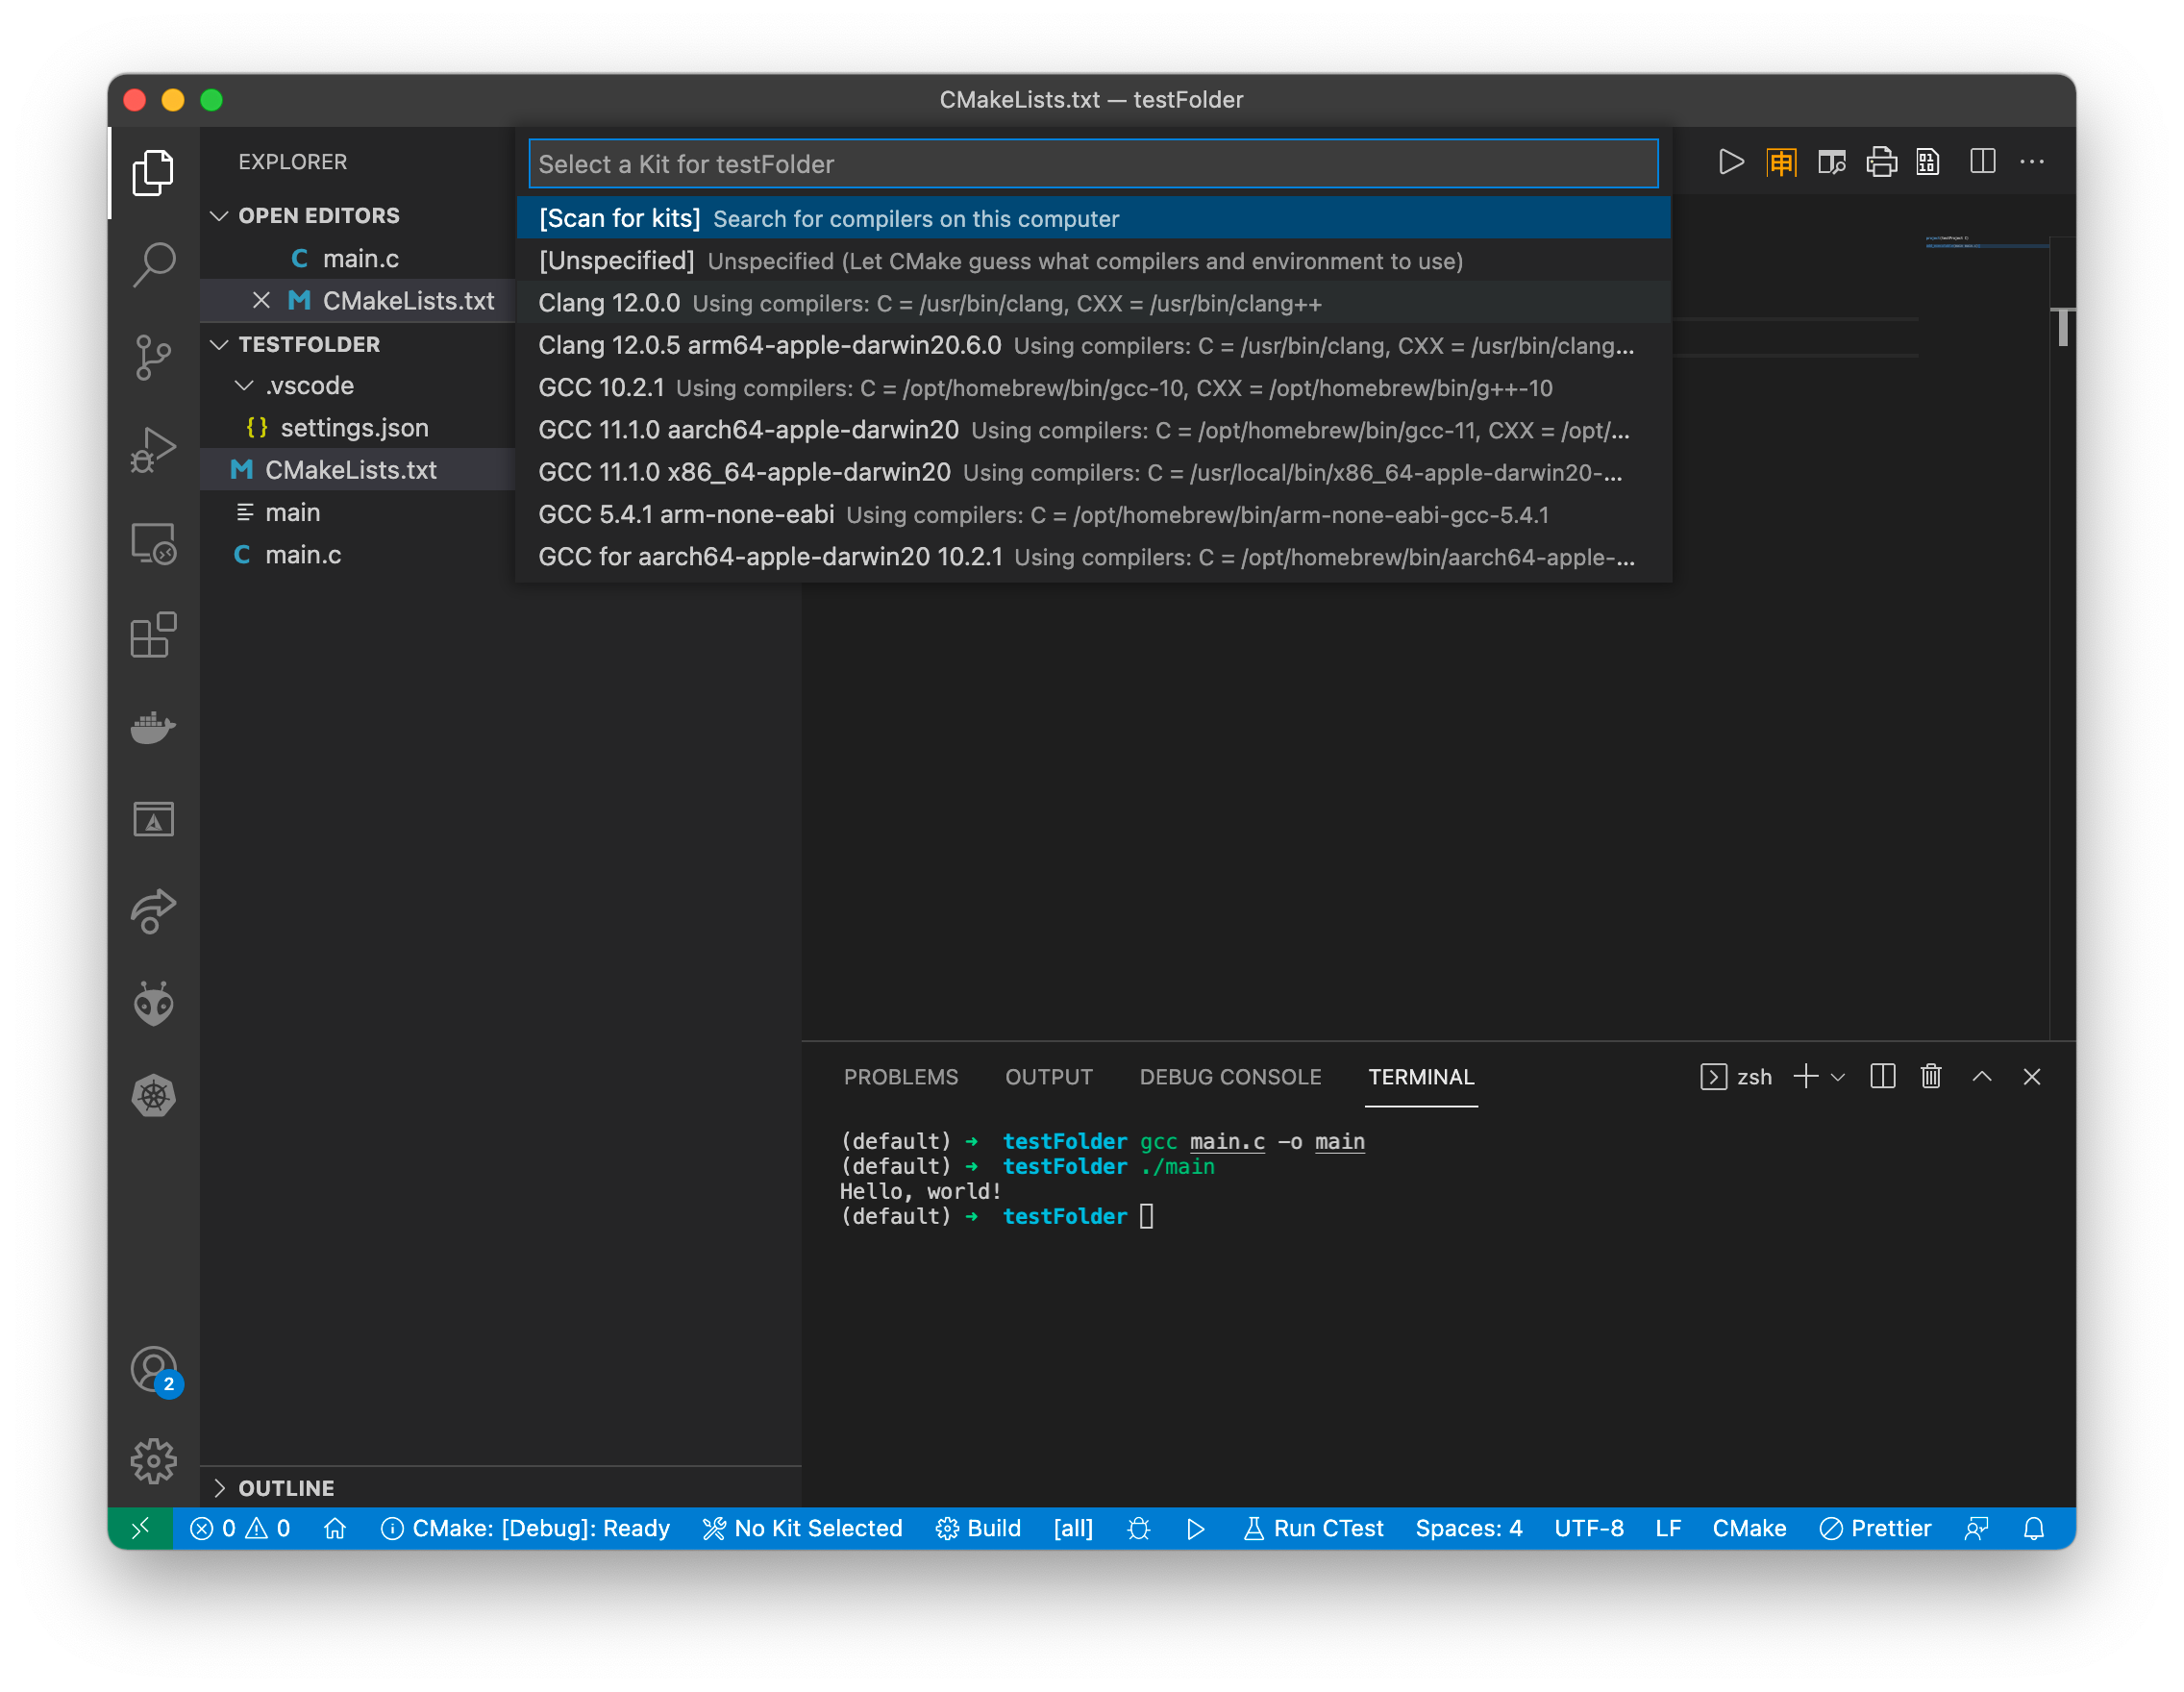 CMakeLists.txt — testFolder
EXPLORER
OPEN EDITORS
main.c
CMakeLists.txt
TESTFOLDER
.vscode
settings.json
CMakeLists.txt
main
main.c
OUTLINE
Select a Kit for testFolder
[Scan for kits] Search for compilers on this computer
[Unspecified] Unspecified (Let CMake guess what compilers and environment to use)
Clang 12.0.0 Using compilers: C = /usr/bin/clang, CXX = /usr/bin/clang++
Clang 12.0.5 arm64-apple-darwin20.6.0 Using compilers: C = /usr/bin/clang, CXX = /usr/bin/clang...
GCC 10.2.1 Using compilers: C = /opt/homebrew/bin/gcc-10, CXX = /opt/homebrew/bin/g++-10
GCC 11.1.0 aarch64-apple-darwin20 Using compilers: C = /opt/homebrew/bin/gcc-11, CXX = /opt/...
GCC 11.1.0 x86_64-apple-darwin20 Using compilers: C = /usr/local/bin/x86_64-apple-darwin20-...
GCC 5.4.1 arm-none-eabi Using compilers: C = /opt/homebrew/bin/arm-none-eabi-gcc-5.4.1
GCC for aarch64-apple-darwin20 10.2.1 Using compilers: C = /opt/homebrew/bin/aarch64-apple-...
申
PROBLEMS OUTPUT DEBUG CONSOLE TERMINAL zsh
(default) ➜ testFolder gcc main.c -o main
(default) ➜ testFolder ./main
Hello, world!
(default) ➜ testFolder
2
0 0 CMake: [Debug]: Ready No Kit Selected Build [all] Run CTest Spaces: 4 UTF-8 LF CMake Prettier